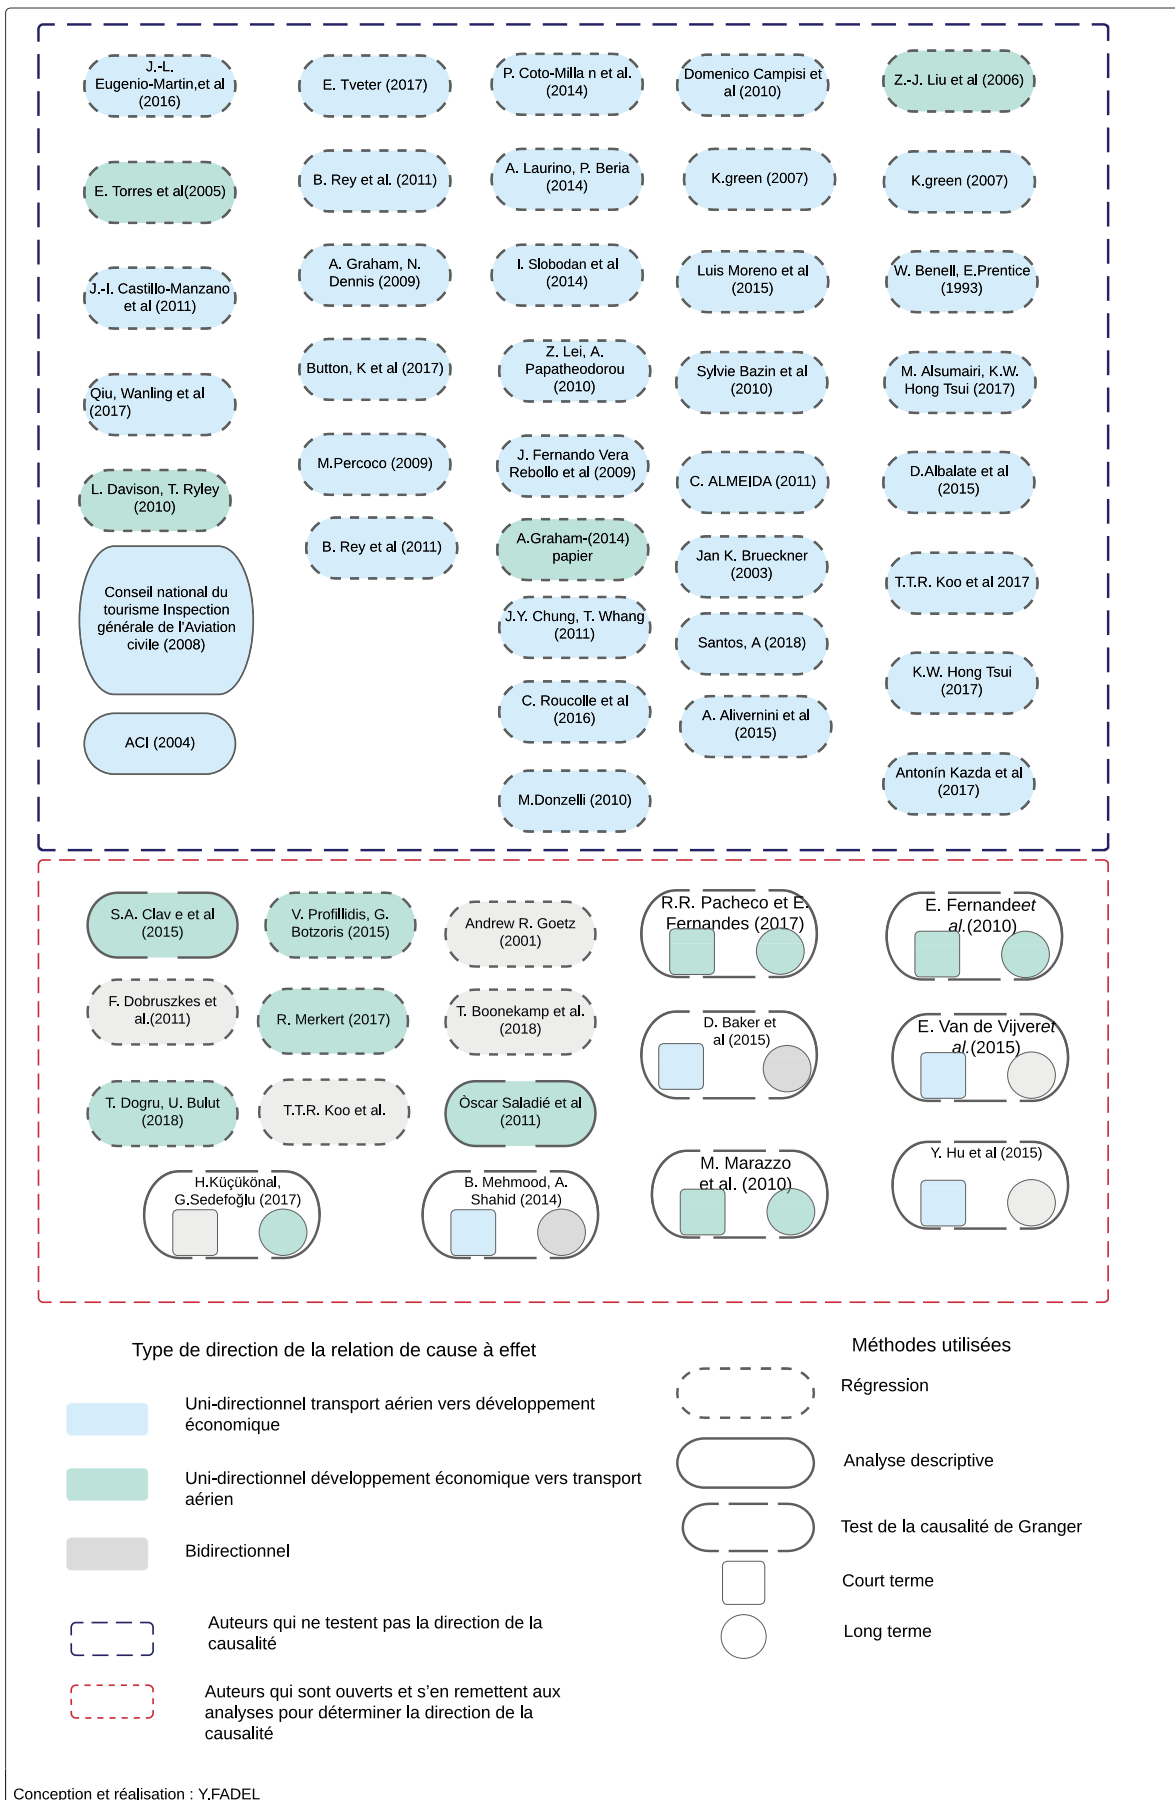 J.-L.
Eugenio-Martin,et al
(2016)
E. Torres et al(2005)
J.-I. Castillo-Manzano
et al (2011)
Qiu, Wanling et al
(2017)
L. Davison, T. Ryley
(2010)
Conseil national du
tourisme Inspection
générale de l'Aviation
civile (2008)
ACI (2004)
E. Tveter (2017)
B. Rey et al. (2011)
A. Graham, N.
Dennis (2009)
Button, K et al (2017)
M.Percoco (2009)
B. Rey et al (2011)
P. Coto-Milla n et al.
(2014)
A. Laurino, P. Beria
(2014)
I. Slobodan et al
(2014)
Z. Lei, A.
Papatheodorou
(2010)
J. Fernando Vera
Rebollo et al (2009)
A.Graham-(2014)
papier
J.Y. Chung, T. Whang
(2011)
C. Roucolle et al
(2016)
M.Donzelli (2010)
Domenico Campisi et
al (2010)
K.green (2007)
Luis Moreno et al
(2015)
Sylvie Bazin et al
(2010)
C. ALMEIDA (2011)
Jan K. Brueckner
(2003)
Santos, A (2018)
A. Alivernini et al
(2015)
Z.-J. Liu et al (2006)
K.green (2007)
W. Benell, E.Prentice
(1993)
M. Alsumairi, K.W.
Hong Tsui (2017)
D.Albalate et al
(2015)
T.T.R. Koo et al 2017
K.W. Hong Tsui
(2017)
Antonín Kazda et al
(2017)
S.A. Clav e et al
(2015)
V. Profillidis, G.
Botzoris (2015)
Andrew R. Goetz
(2001)
R.R. Pacheco et E.
Fernandes (2017)
E. Fernandeet
al.(2010)
F. Dobruszkes et
al.(2011)
R. Merkert (2017)
T. Boonekamp et al.
(2018)
D. Baker et
al (2015)
E. Van de Vijveret
al.(2015)
T. Dogru, U. Bulut
(2018)
T.T.R. Koo et al.
Òscar Saladié et al
(2011)
M. Marazzo
et al. (2010)
Y. Hu et al (2015)
H.Küçükönal,
G.Sedefoğlu (2017)
B. Mehmood, A.
Shahid (2014)
Type de direction de la relation de cause à effet
Uni-directionnel transport aérien vers développement
économique
Uni-directionnel développement économique vers transport
aérien
Bidirectionnel
Auteurs qui ne testent pas la direction de la
causalité
Auteurs qui sont ouverts et s'en remettent aux
analyses pour déterminer la direction de la
causalité
Méthodes utilisées
Régression
Analyse descriptive
Test de la causalité de Granger
Court terme
Long terme
Conception et réalisation : Y.FADEL